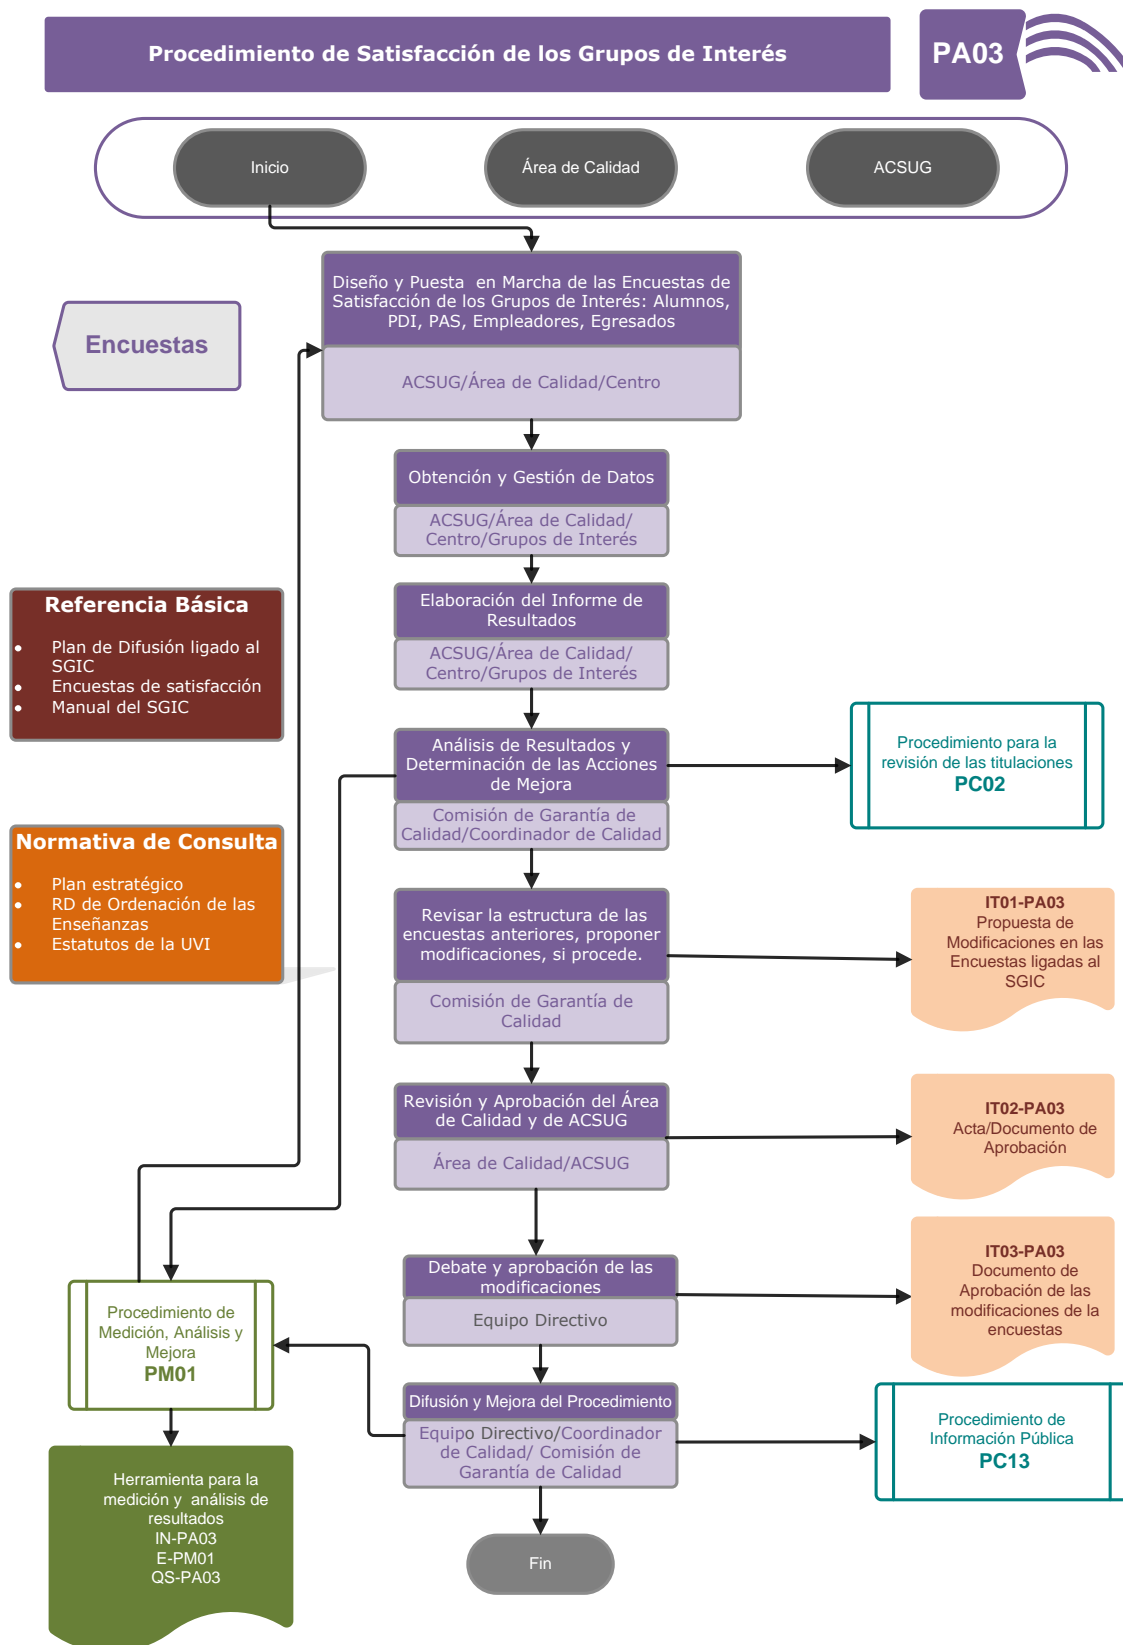 Procedimiento de Satisfacción de los Grupos de Interés
PA03
Inicio
Área de Calidad
ACSUG
Diseño y Puesta en Marcha de las Encuestas de
Satisfacción de los Grupos de Interés: Alumnos,
PDI, PAS, Empleadores, Egresados
ACSUG/Área de Calidad/Centro
Encuestas
Obtención y Gestión de Datos
ACSUG/Área de Calidad/
Centro/Grupos de Interés
Elaboración del Informe de
Resultados
ACSUG/Área de Calidad/
Centro/Grupos de Interés
Referencia Básica
• Plan de Difusión ligado al
SGIC
• Encuestas de satisfacción
• Manual del SGIC
Análisis de Resultados y
Determinación de las Acciones
de Mejora
Comisión de Garantía de
Calidad/Coordinador de Calidad
Procedimiento para la
revisión de las titulaciones
PC02
Normativa de Consulta
• Plan estratégico
• RD de Ordenación de las
Enseñanzas
• Estatutos de la UVI
Revisar la estructura de las
encuestas anteriores, proponer
modificaciones, si procede.
Comisión de Garantía de
Calidad
IT01-PA03
Propuesta de
Modificaciones en las
Encuestas ligadas al
SGIC
Revisión y Aprobación del Área
de Calidad y de ACSUG
Área de Calidad/ACSUG
IT02-PA03
Acta/Documento de
Aprobación
Debate y aprobación de las
modificaciones
Equipo Directivo
IT03-PA03
Documento de
Aprobación de las
modificaciones de la
encuestas
Procedimiento de
Medición, Análisis y
Mejora
PM01
Difusión y Mejora del Procedimiento
Equipo Directivo/Coordinador
de Calidad/ Comisión de
Garantía de Calidad
Procedimiento de
Información Pública
PC13
Herramienta para la
medición y análisis de
resultados
IN-PA03
E-PM01
QS-PA03
Fin